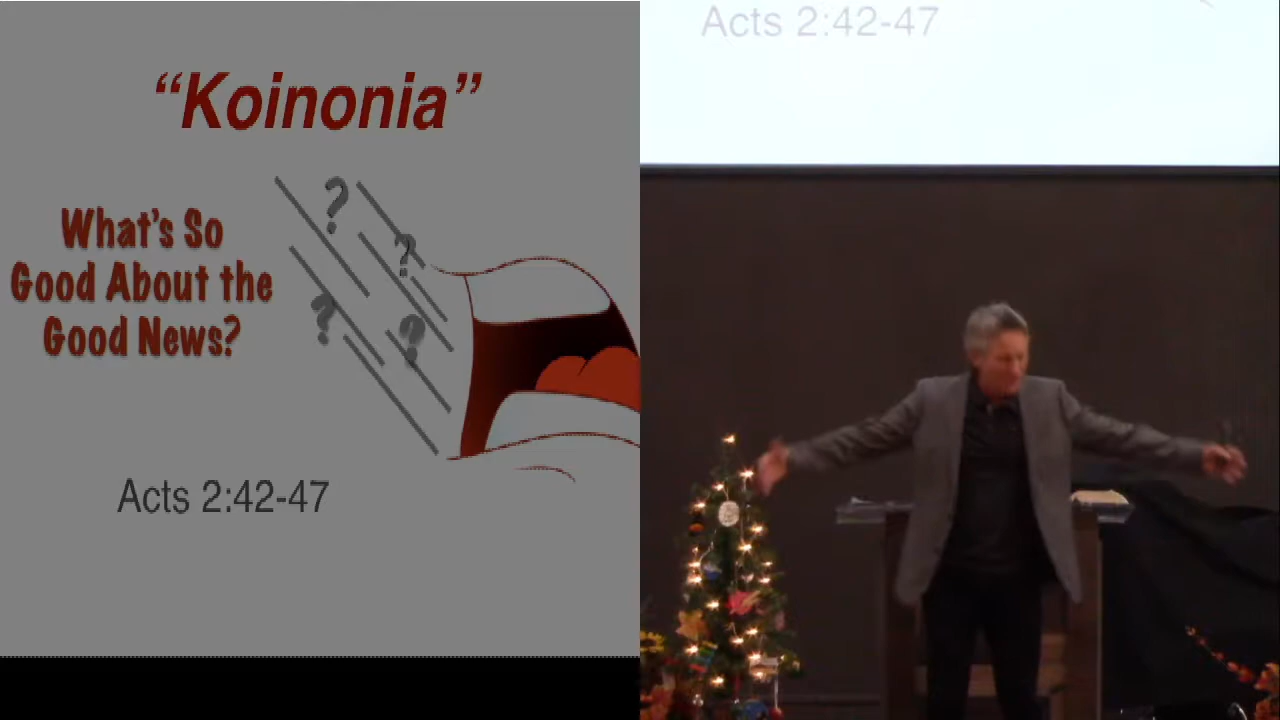 “Koinonia”
What's So
Good About the
Good News?
Acts 2:42-47
Acts 2:42-47